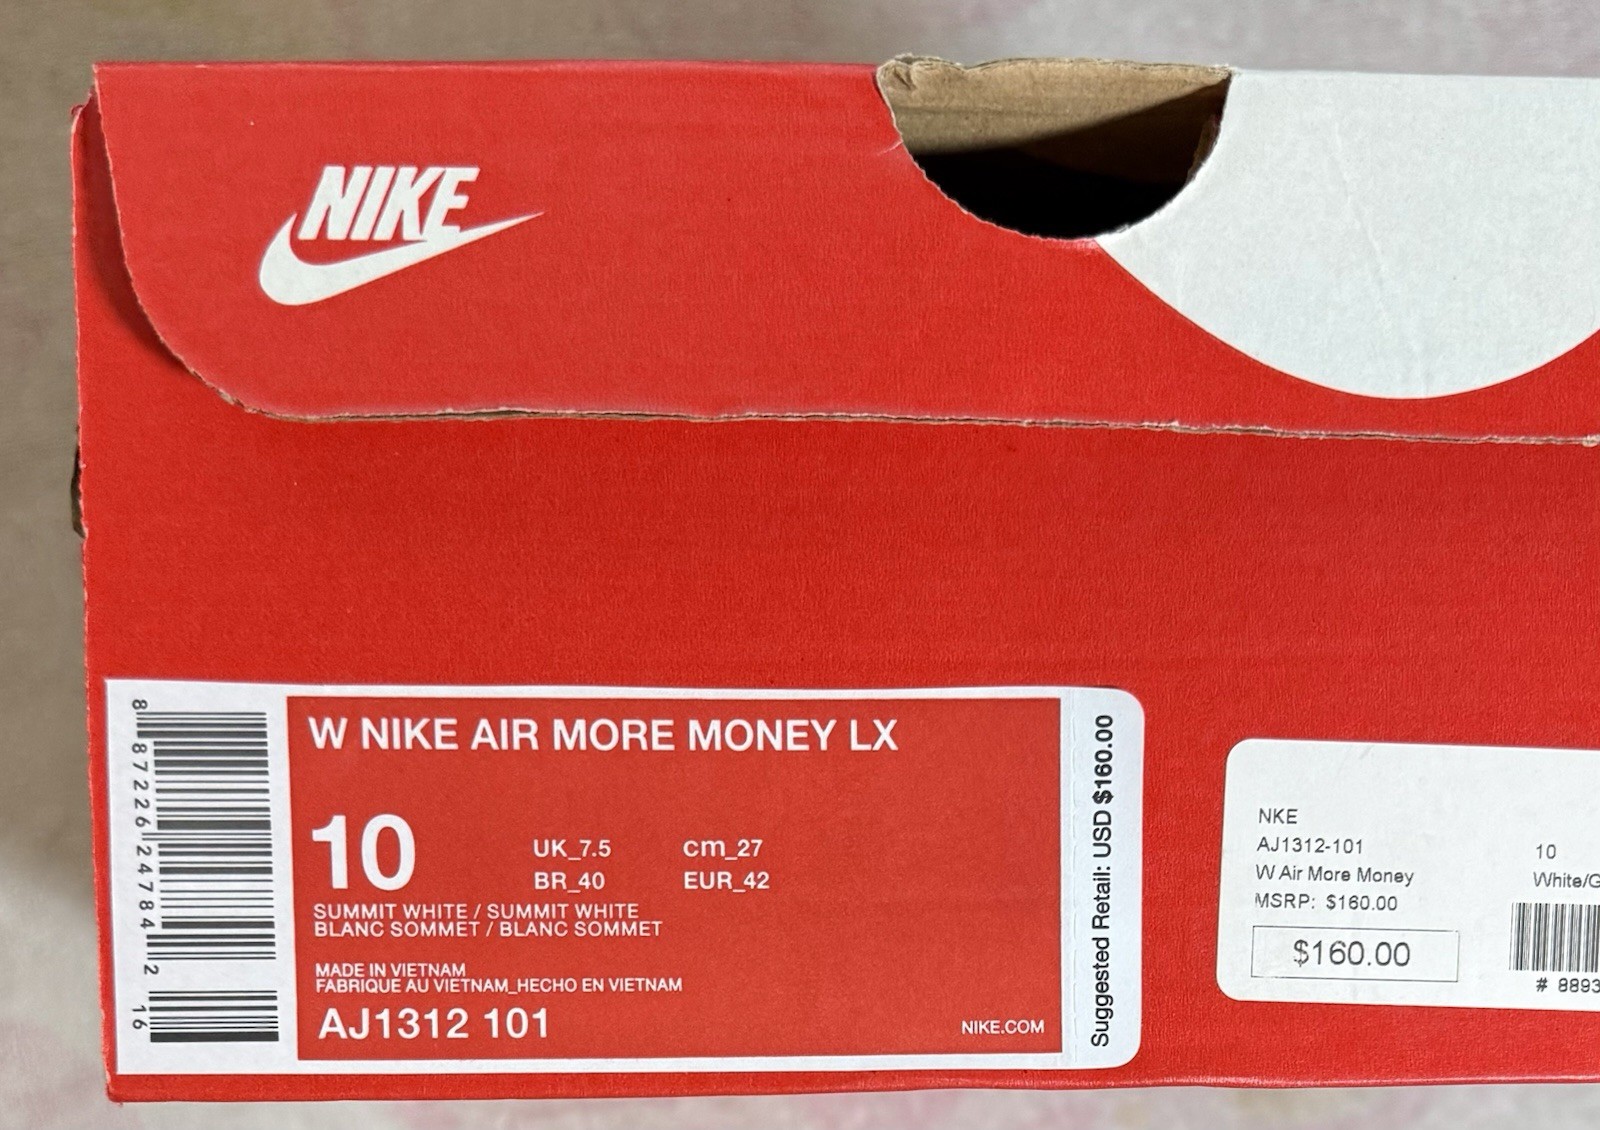 NIKE
8 87226 24784 2 16
W NIKE AIR MORE MONEY LX
10
UK_7.5 cm_27
BR_40 EUR_42
SUMMIT WHITE / SUMMIT WHITE
BLANC SOMMET / BLANC SOMMET
MADE IN VIETNAM
FABRIQUE AU VIETNAM_HECHO EN VIETNAM
AJ1312 101
NIKE.COM
Suggested Retail: USD $160.00
NKE
AJ1312-101
W Air More Money
MSRP: $160.00
$160.00
10
White/G
# 8893